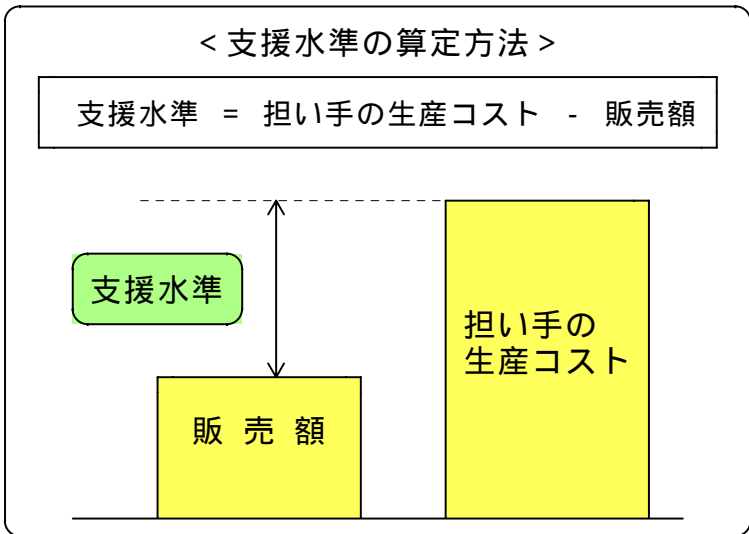 ＜支援水準の算定方法＞
支援水準 = 担い手の生産コスト - 販売額
支援水準
担い手の
生産コスト
販 売 額